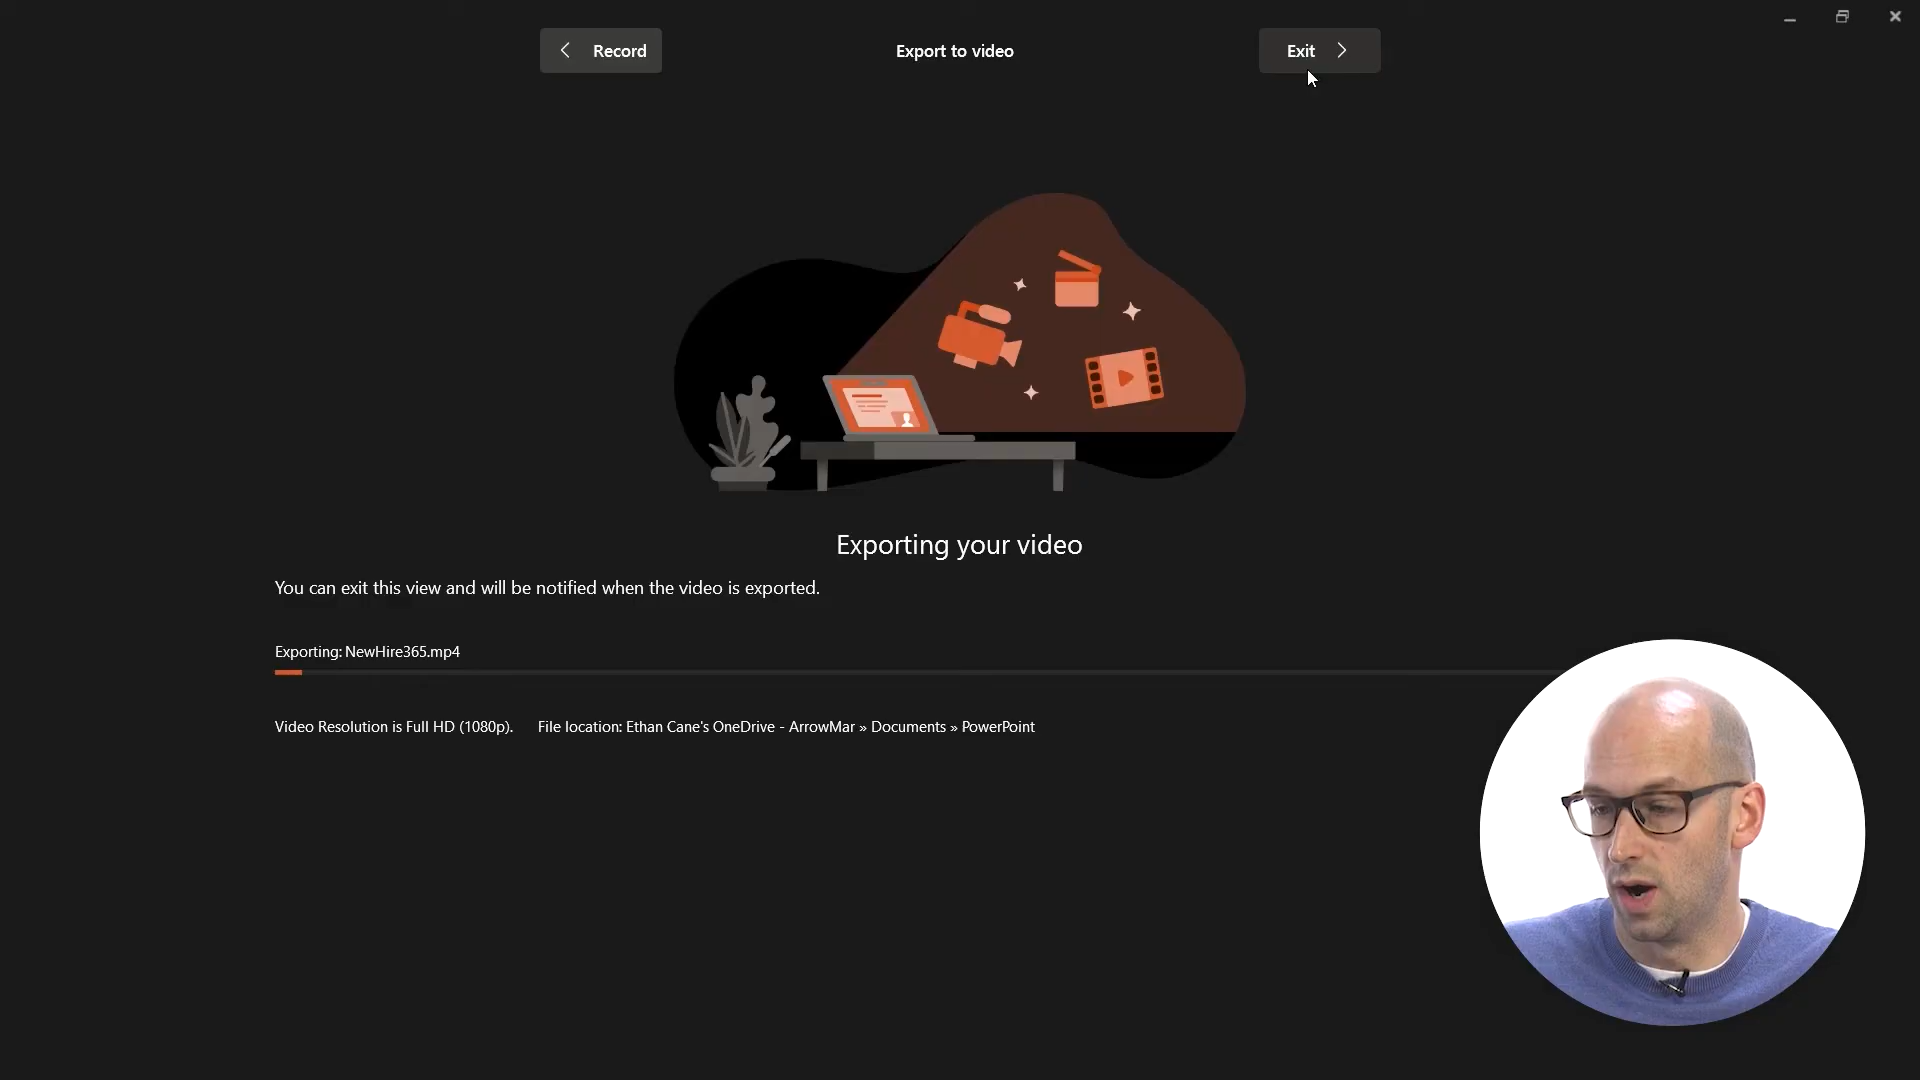 Record
Export to video
Exit
Exporting your video
You can exit this view and will be notified when the video is exported.
Exporting: NewHire365.mp4
Video Resolution is Full HD (1080p). File location: Ethan Cane's OneDrive - ArrowMar » Documents » PowerPoint